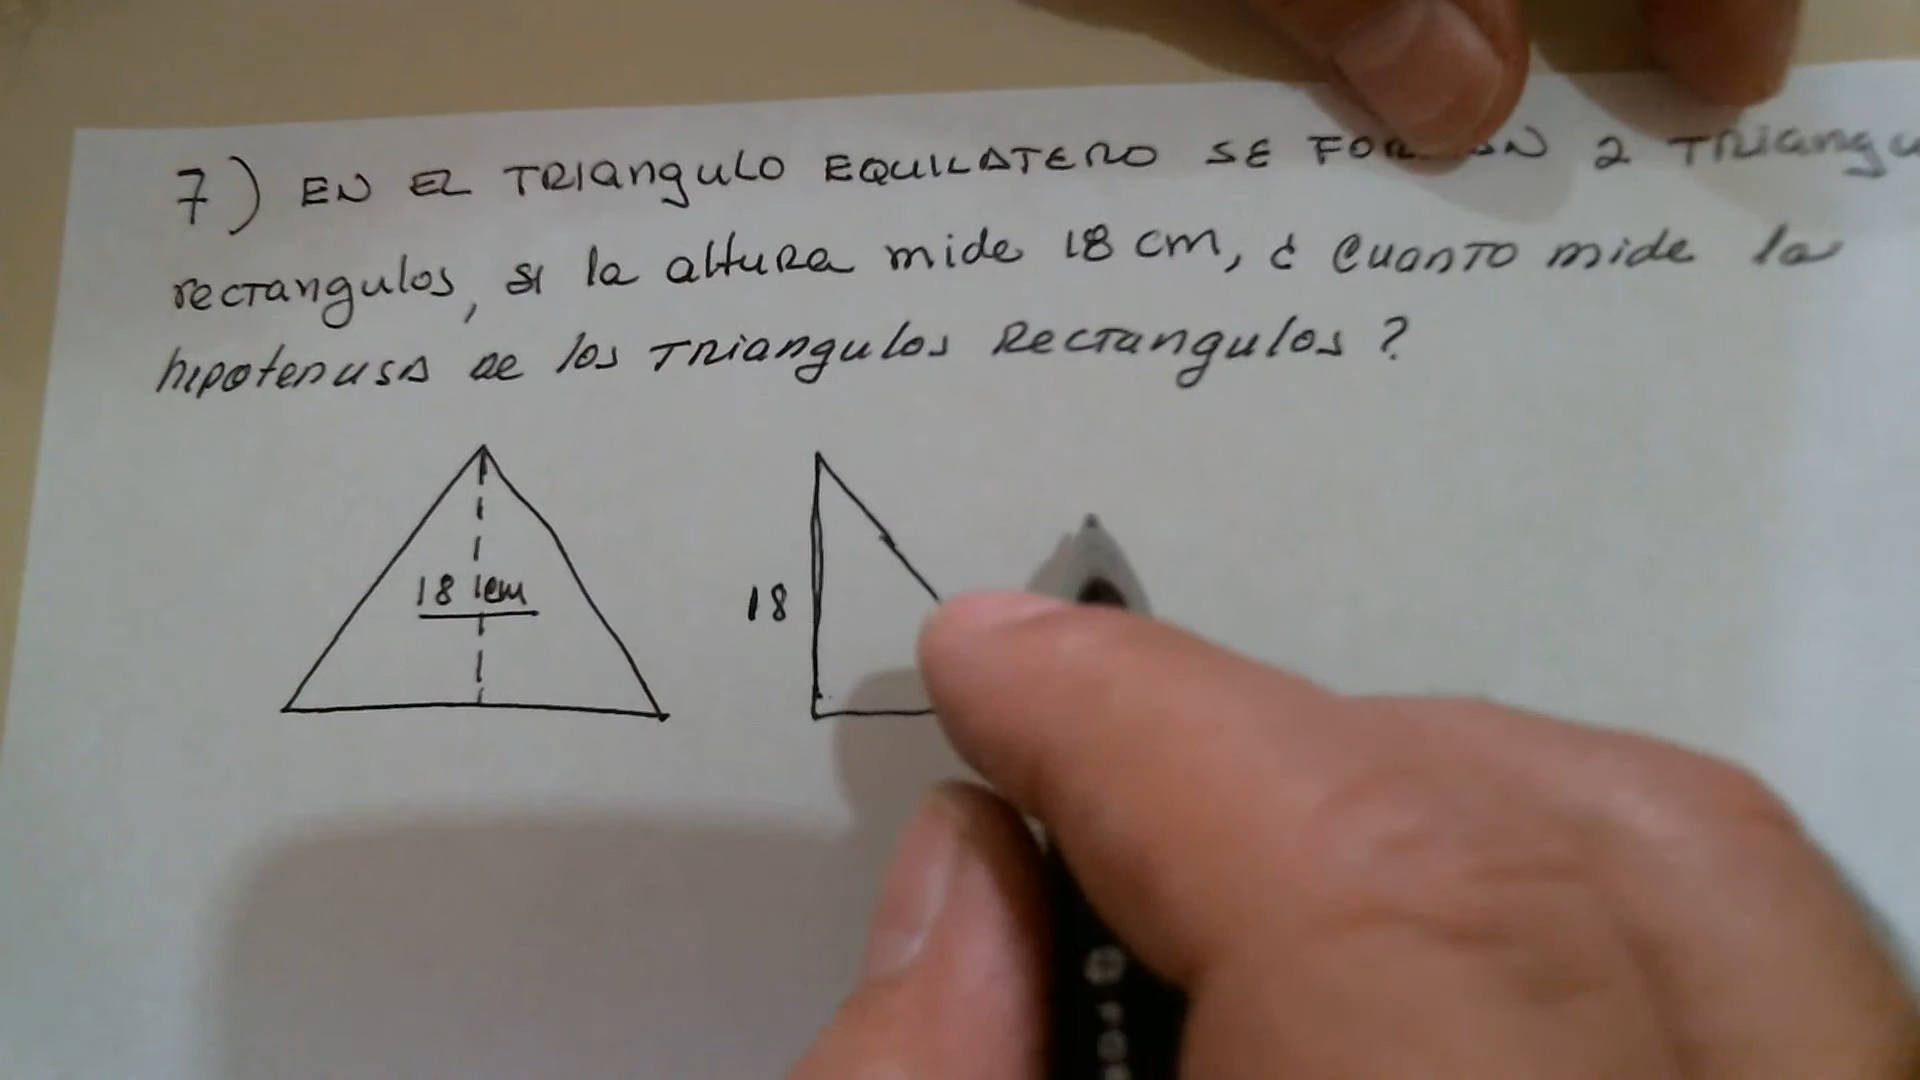 7) EN EL TRIANGULO EQUILATERO SE 2
rectangulos, si la altura mide 18 cm, ¿ Cuanto mide la
hipotenusa de los TRIANGULOS RECTANGULOS ?
18 cm
18